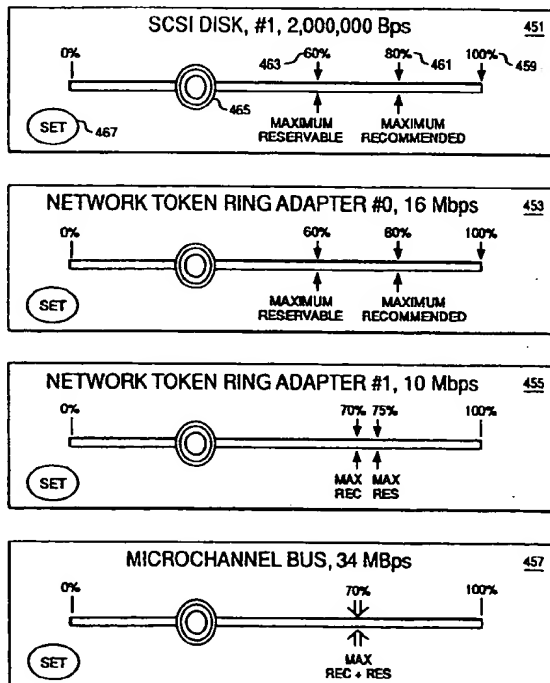 SCSI DISK, #1, 2,000,000 Bps 451
0% 463 60% 80% 461 100% 459
465
SET 467 MAXIMUM RESERVABLE MAXIMUM RECOMMENDED
NETWORK TOKEN RING ADAPTER #0, 16 Mbps 453
0% 60% 80% 100%
SET MAXIMUM RESERVABLE MAXIMUM RECOMMENDED
NETWORK TOKEN RING ADAPTER #1, 10 Mbps 455
0% 70% 75% 100%
SET MAX REC MAX RES
MICROCHANNEL BUS, 34 MBps 457
0% 70% 100%
SET MAX REC + RES